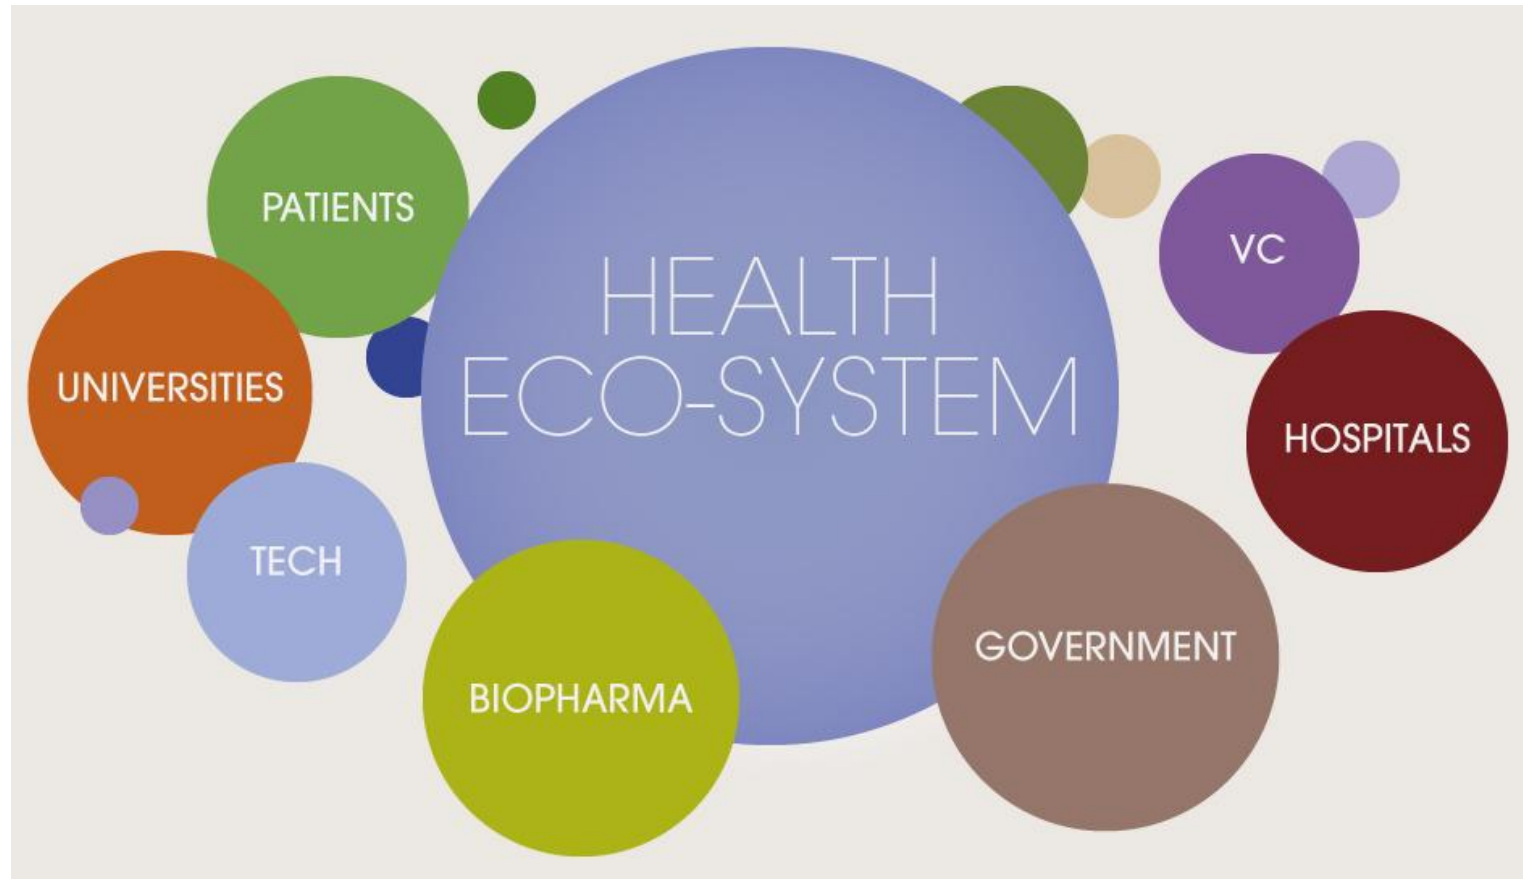 PATIENTS
VC
HEALTH
ECO-SYSTEM
UNIVERSITIES
HOSPITALS
TECH
BIOPHARMA
GOVERNMENT